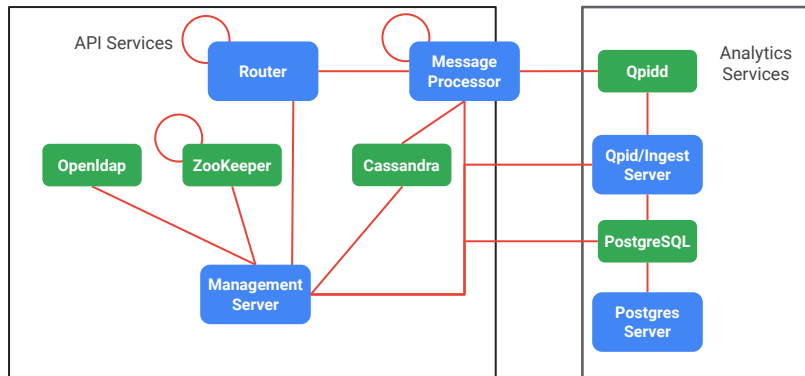 API Services
Router
Message
Processor
Qpidd
Analytics
Services
Openldap
ZooKeeper
Cassandra
Qpid/Ingest
Server
PostgreSQL
Management
Server
Postgres
Server